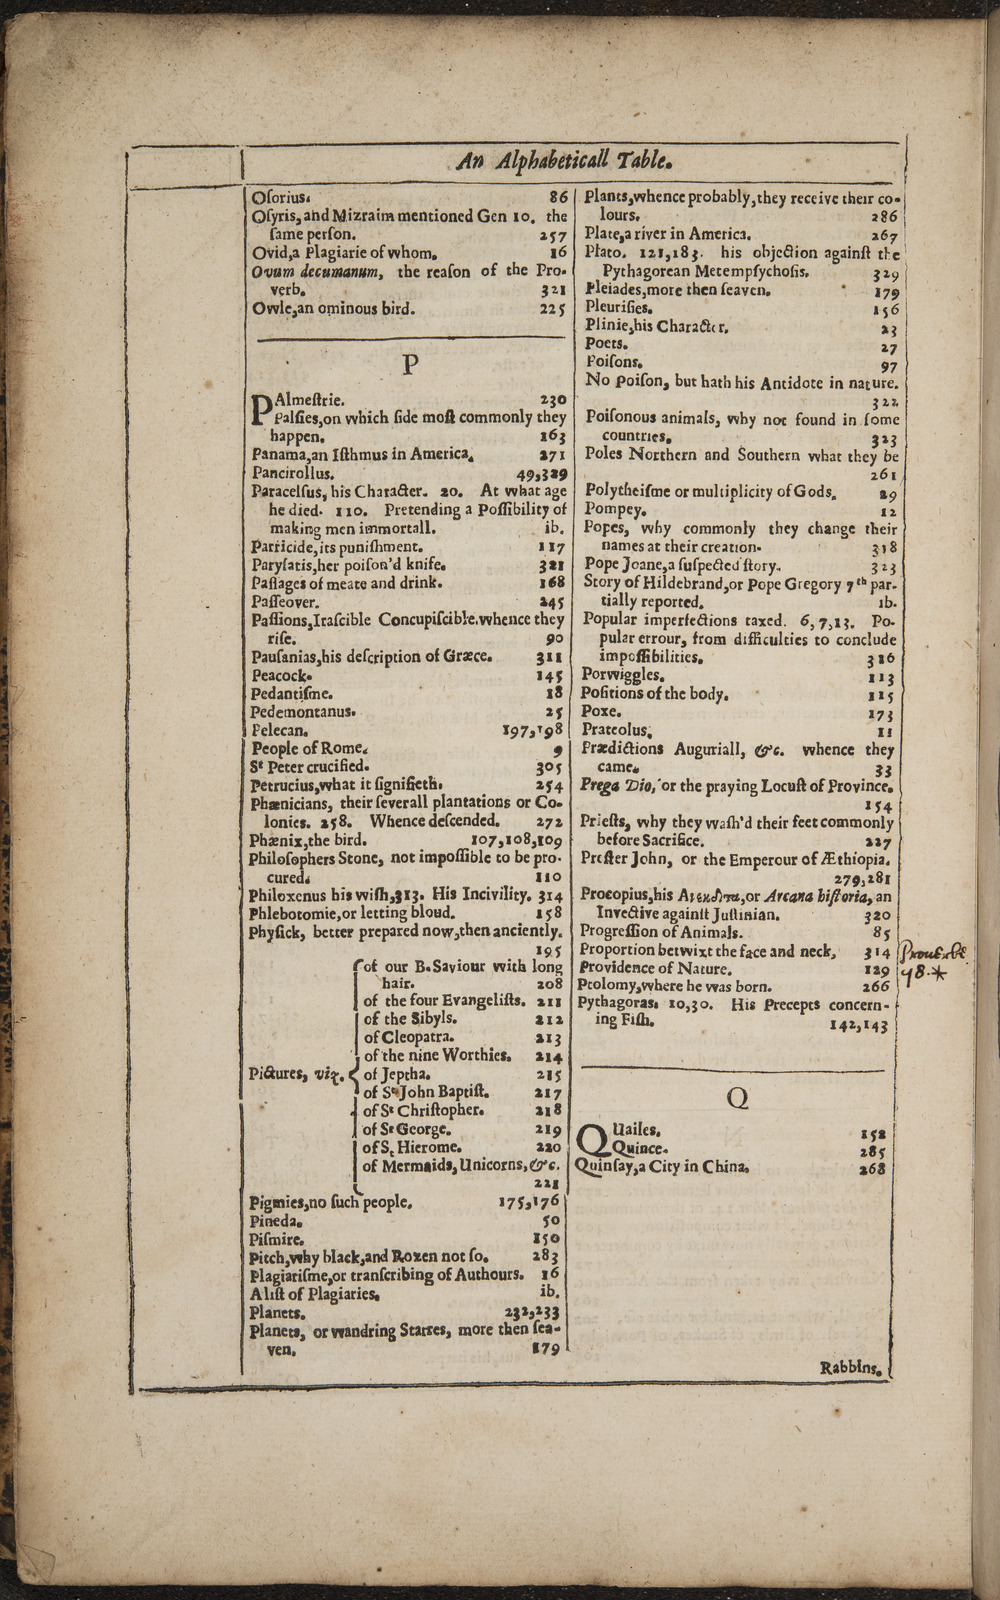 An Alphabeticall Table.
Oſorius. 86
Oſyris, and Mizraim mentioned Gen 10. the
ſame perſon. 257
Ovid, a Plagiarie of whom. 16
Ovum decumanum, the reaſon of the Pro-
verb. 321
Owle, an ominous bird. 225
P
PAlmeſtrie. 230
Palſies, on which ſide moſt commonly they
happen. 163
Panama, an Iſthmus in America. 271
Pancirollus. 49,329
Paracelſus, his Character. 20. At what age
he died. 110. Pretending a Poſſibility of
making men immortall. ib.
Parricide, its puniſhment. 117
Paryſatis, her poiſon'd knife. 321
Paſſages of meate and drink. 168
Paſſeover. 245
Paſſions, Iraſcible Concupiſcible, whence they
riſe. 90
Pauſanias, his deſcription of Græce. 311
Peacock. 145
Pedantiſme. 18
Pedemontanus. 25
Pelecan. 197,198
People of Rome. 9
St Peter crucified. 305
Petrucius, what it ſignifieth. 254
Phænicians, their ſeverall plantations or Co-
lonies. 258. Whence deſcended. 272
Phænix, the bird. 107,108,109
Philoſophers Stone, not impoſſible to be pro-
cured. 110
Philoxenus his wiſh, 313. His Incivility. 314
Phlebotomie, or letting bloud. 158
Phyſick, better prepared now, then anciently.
195
of our B. Saviour with long
hair. 208
of the four Evangeliſts. 211
of the Sibyls. 212
of Cleopatra. 213
of the nine Worthies. 214
Pictures, viz. of Jeptha. 215
of St John Baptiſt. 217
of St Chriſtopher. 218
of St George. 219
of S. Hierome. 220
of Mermaids, Unicorns, &c.
221
Pigmies, no ſuch people. 175,176
Pineda. 50
Piſmire. 150
Pitch, why black, and Rozen not ſo. 283
Plagiariſme, or tranſcribing of Authours. 16
A liſt of Plagiaries. ib.
Planets. 232,233
Planets, or wandring Starres, more then ſea-
ven. 179
Plants, whence probably, they receive their co-
lours. 286
Plate, a river in America. 267
Plato. 121,183. his objection againſt the
Pythagorean Metempſychoſis. 329
Pleiades, more then ſeaven. 179
Pleuriſies. 156
Plinie, his Character. 23
Poets. 27
Poiſons. 97
No poiſon, but hath his Antidote in nature.
322
Poiſonous animals, why not found in ſome
countries. 323
Poles Northern and Southern what they be
261
Polytheiſme or multiplicity of Gods. 29
Pompey. 12
Popes, why commonly they change their
names at their creation. 318
Pope Joane, a ſuſpected ſtory. 323
Story of Hildebrand, or Pope Gregory 7th par-
tially reported. ib.
Popular imperfections taxed. 6,7,13. Po-
pular errour, from difficulties to conclude
impoſſibilities. 326
Porwiggles. 113
Poſitions of the body. 115
Poxe. 173
Prateolus. 11
Prædictions Auguriall, &c. whence they
came. 33
Prega Dio, or the praying Locuſt of Province.
154
Prieſts, why they waſh'd their feet commonly
before Sacrifice. 227
Preſter John, or the Emperour of Æthiopia.
279,281
Procopius, his or Arcana hiſtoria, an
Invective againſt Juſtinian. 320
Progreſſion of Animals. 85
Proportion betwixt the face and neck. 314
Providence of Nature. 129
Ptolomy, where he was born. 266
Pythagoras. 10,30. His Precepts concern-
ing Fiſh. 142,143
98.*
Q
QUailes. 152
Quince. 285
Quinſay, a City in China. 268
Rabbins.